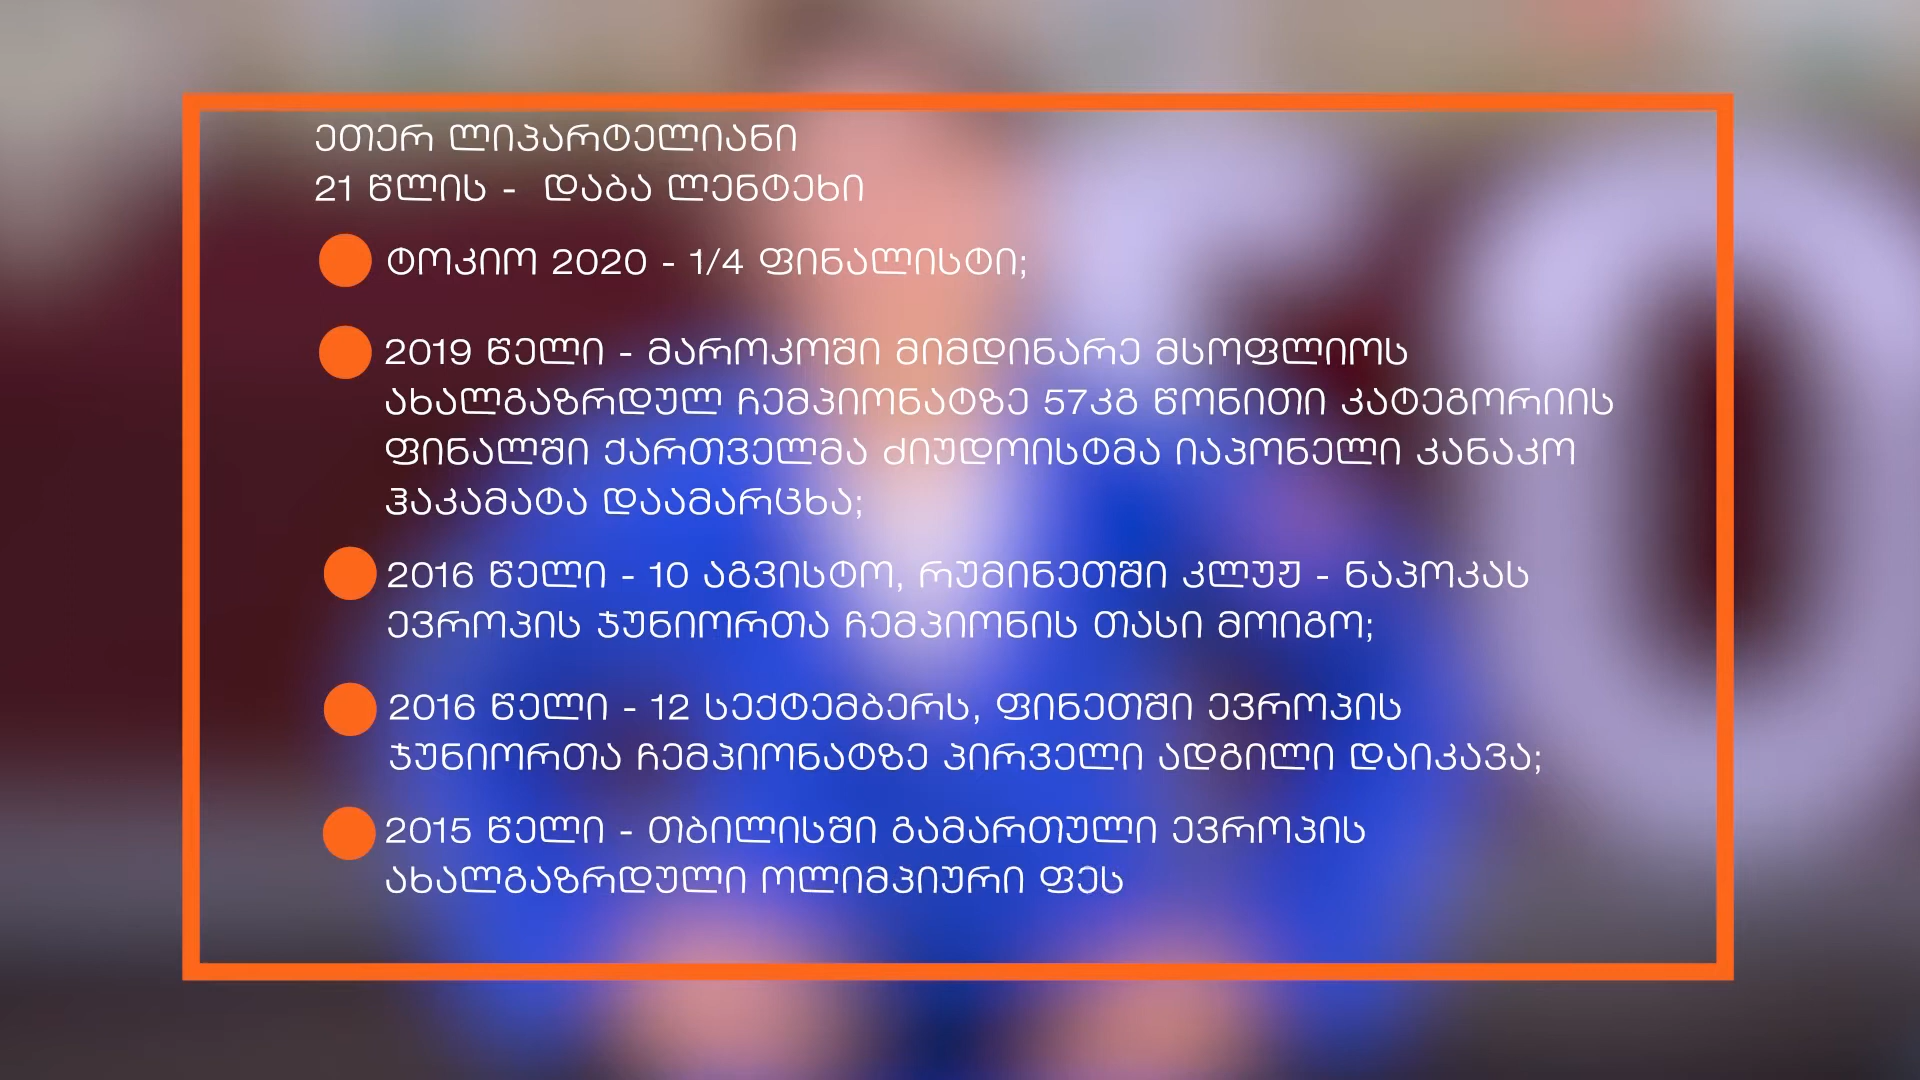 ეთერ ლიპარტელიანი
21 წლის - დაბა ლენტეხი
ტოკიო 2020 - 1/4 ფინალისტი;
2019 წელი - მაროკოში მიმდინარე მსოფლიოს
ახალგაზრდულ ჩემპიონატზე 57კგ წონითი კატეგორიის
ფინალში ქართველმა ძიუდოისტმა იაპონელი კანაკო
ჰაკამატა დაამარცხა;
2016 წელი - 10 აგვისტო, რუმინეთში კლუჟ - ნაპოკას
ევროპის ჯუნიორთა ჩემპიონის თასი მოიგო;
2016 წელი - 12 სექტემბერს, ფინეთში ევროპის
ჯუნიორთა ჩემპიონატზე პირველი ადგილი დაიკავა;
2015 წელი - თბილისში გამართული ევროპის
ახალგაზრდული ოლიმპიური ფეს